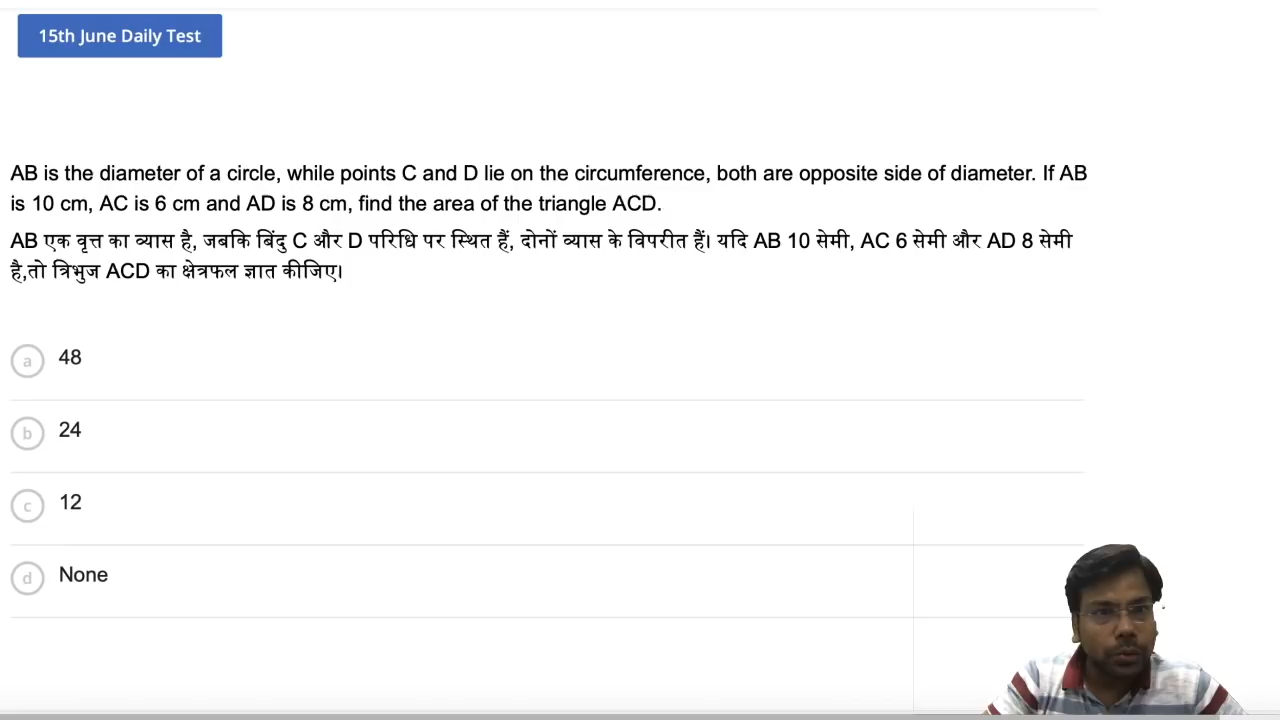 15th June Daily Test
AB is the diameter of a circle, while points C and D lie on the circumference, both are opposite side of diameter. If AB
is 10 cm, AC is 6 cm and AD is 8 cm, find the area of the triangle ACD.
AB एक वृत्त का व्यास है, जबकि बिंदु C और D परिधि पर स्थित हैं, दोनों व्यास के विपरीत हैं। यदि AB 10 सेमी, AC 6 सेमी और AD 8 सेमी
है,तो त्रिभुज ACD का क्षेत्रफल ज्ञात कीजिए।
a 48
b 24
c 12
d None